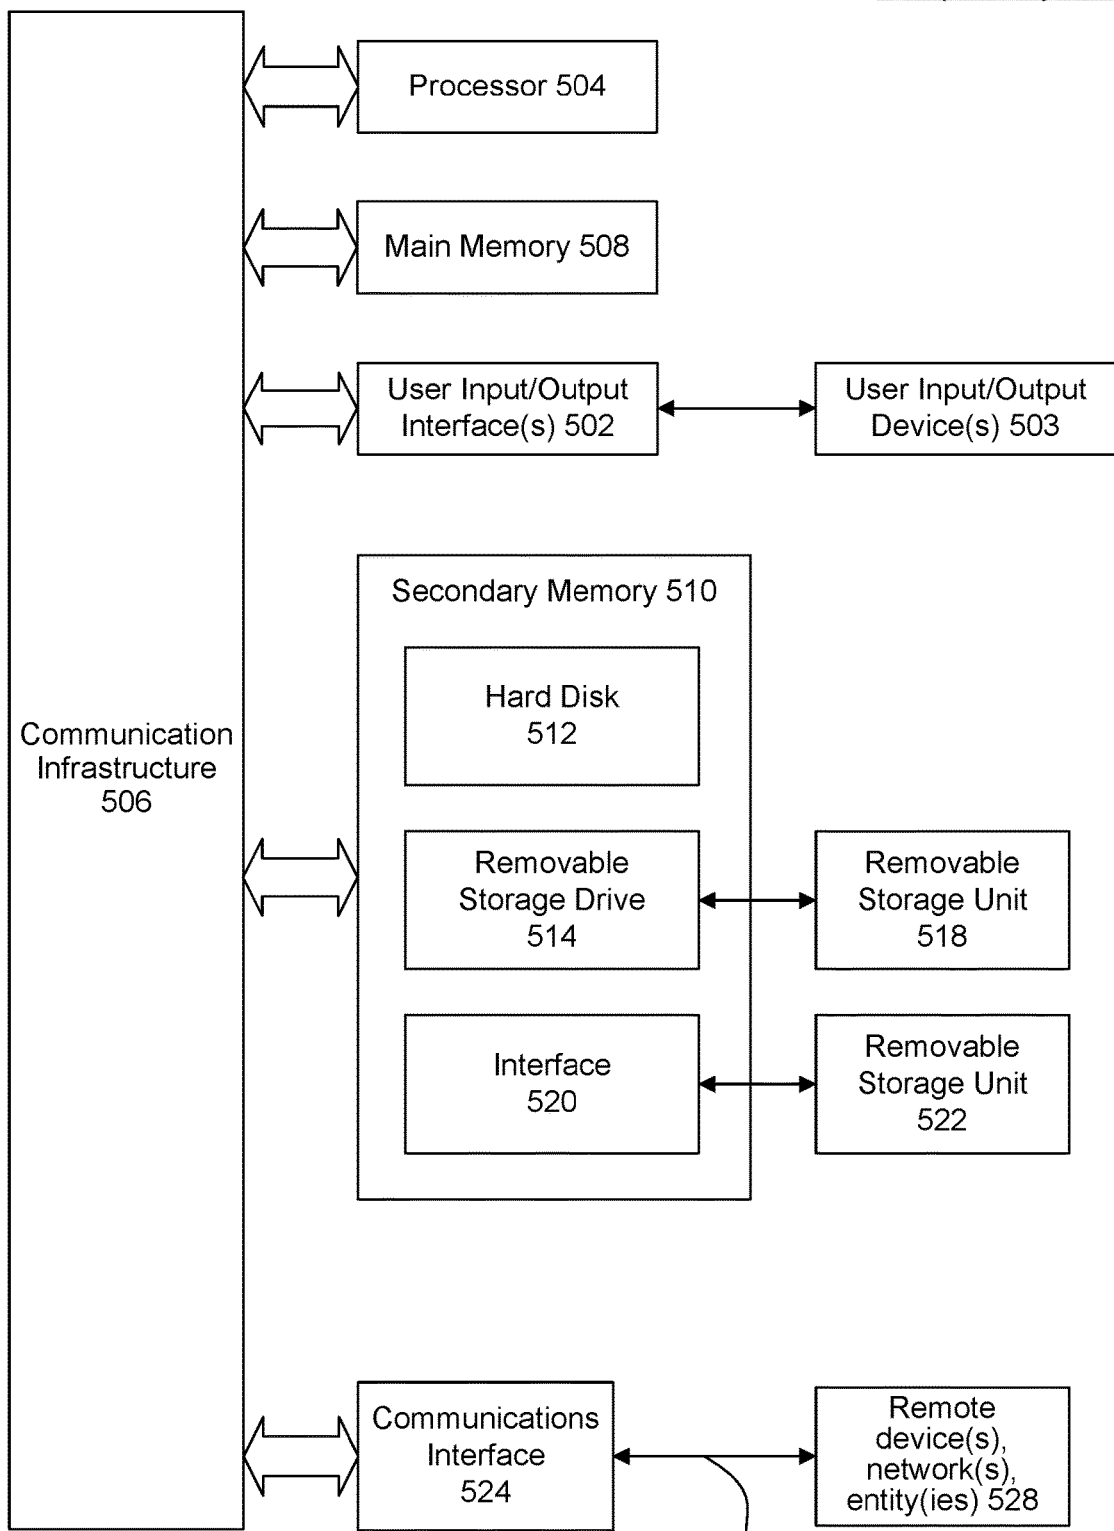 Processor 504
Main Memory 508
User Input/Output
Interface(s) 502
User Input/Output
Device(s) 503
Secondary Memory 510
Hard Disk
512
Communication
Infrastructure
506
Removable
Storage Drive
514
Removable
Storage Unit
518
Interface
520
Removable
Storage Unit
522
Communications
Interface
524
Remote
device(s),
network(s),
entity(ies) 528